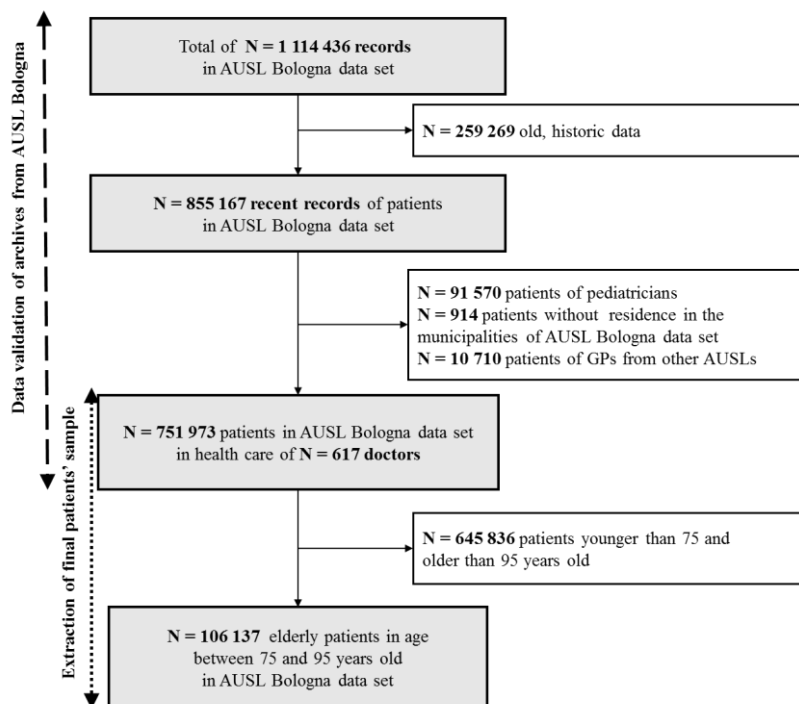 Data validation of archives from AUSL Bologna
Total of N = 1 114 436 records
in AUSL Bologna data set
N = 259 269 old, historic data
N = 855 167 recent records of patients
in AUSL Bologna data set
N = 91 570 patients of pediatricians
N = 914 patients without residence in the
municipalities of AUSL Bologna data set
N = 10 710 patients of GPs from other AUSLs
Extraction of final patients' sample
N = 751 973 patients in AUSL Bologna data set
in health care of N = 617 doctors
N = 645 836 patients younger than 75 and
older than 95 years old
N = 106 137 elderly patients in age
between 75 and 95 years old
in AUSL Bologna data set